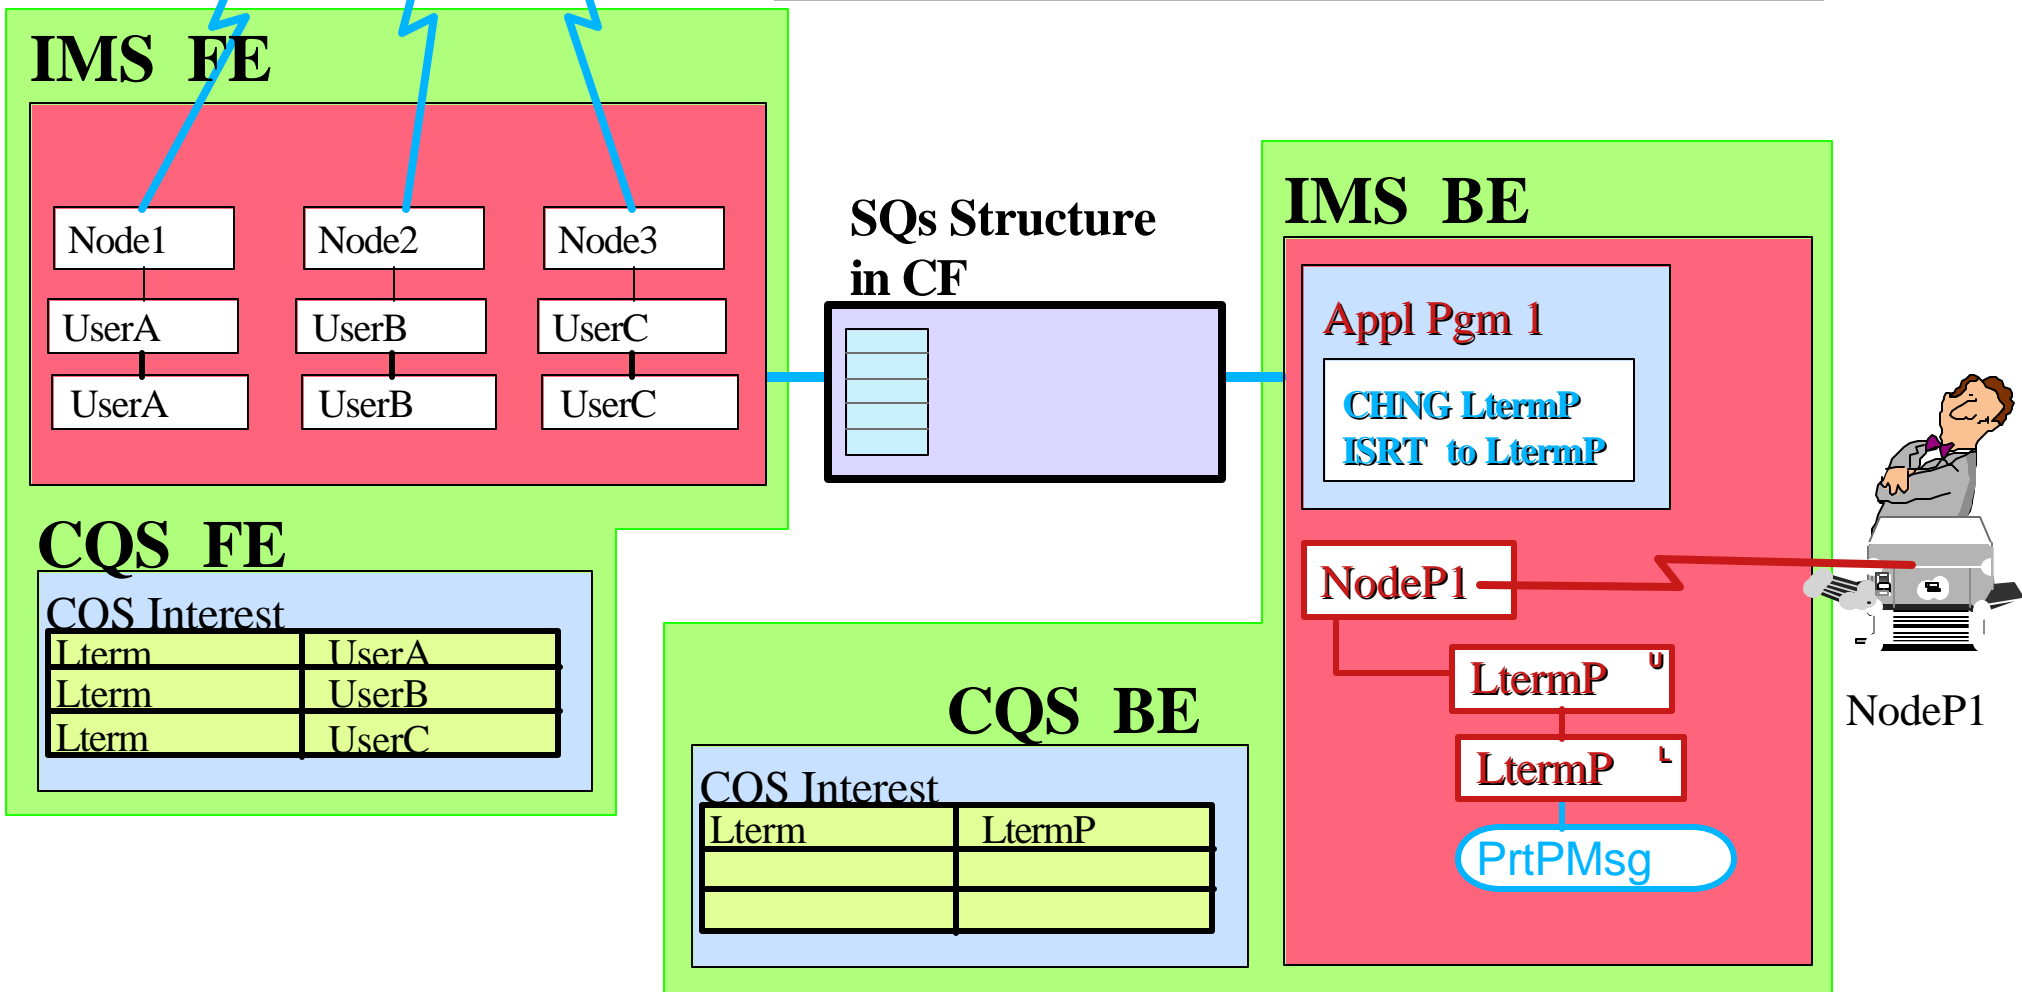 IMS FE
Node1
Node2
Node3
UserA
UserB
UserC
UserA
UserB
UserC
CQS FE
CQS Interest
Lterm UserA
Lterm UserB
Lterm UserC
SQs Structure
in CF
CQS BE
CQS Interest
Lterm LtermP
IMS BE
Appl Pgm 1
CHNG LtermP
ISRT to LtermP
NodeP1
LtermP U
LtermP L
PrtPMsg
NodeP1